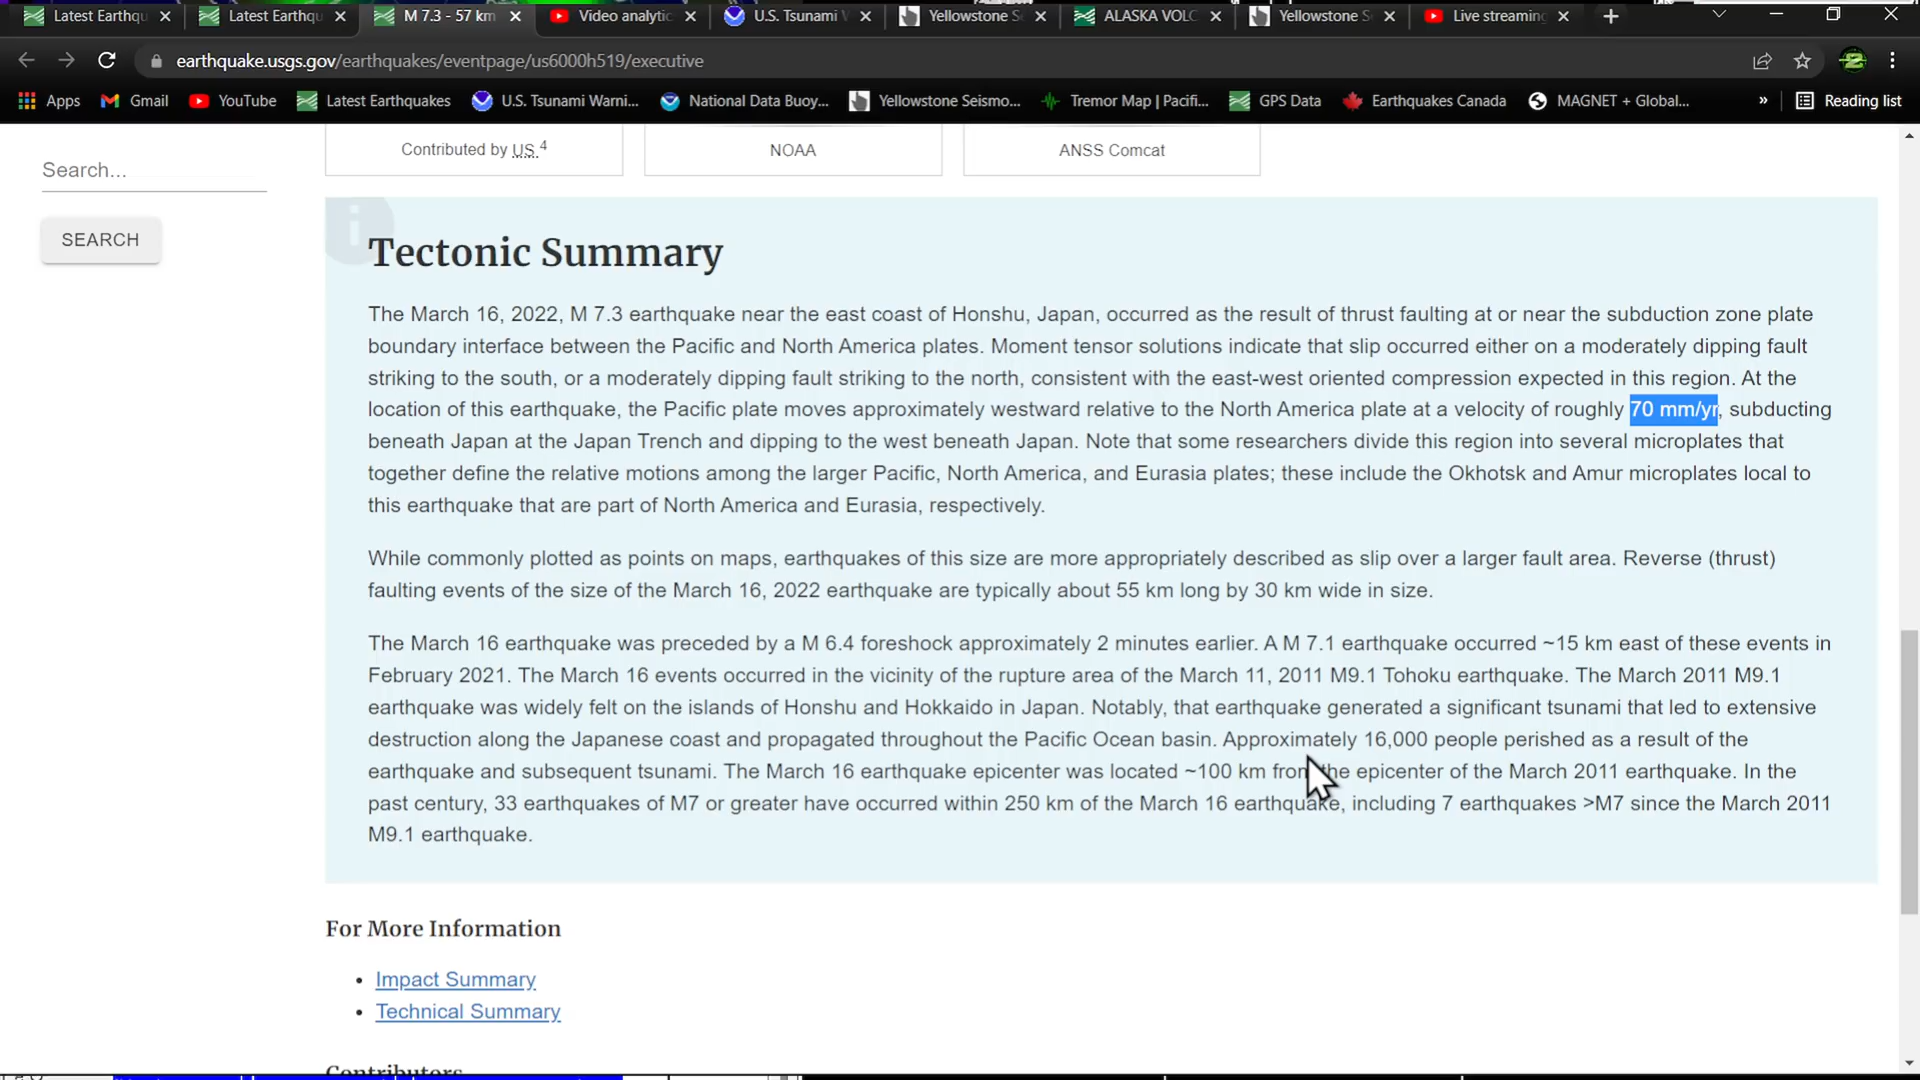 Latest Earthqu
Latest Earthqu
M 7.3 - 57 km
Video analytic
U.S. Tsunami W
Yellowstone Se
ALASKA VOLC
Yellowstone Se
Live streaming
earthquake.usgs.gov/earthquakes/eventpage/us6000h519/executive
Apps
Gmail
YouTube
Latest Earthquakes
U.S. Tsunami Warni...
National Data Buoy...
Yellowstone Seismo...
Tremor Map | Pacifi...
GPS Data
Earthquakes Canada
MAGNET + Global...
»
Reading list
Search...
SEARCH
Contributed by US 4
NOAA
ANSS Comcat
Tectonic Summary
The March 16, 2022, M 7.3 earthquake near the east coast of Honshu, Japan, occurred as the result of thrust faulting at or near the subduction zone plate
boundary interface between the Pacific and North America plates. Moment tensor solutions indicate that slip occurred either on a moderately dipping fault
striking to the south, or a moderately dipping fault striking to the north, consistent with the east-west oriented compression expected in this region. At the
location of this earthquake, the Pacific plate moves approximately westward relative to the North America plate at a velocity of roughly 70 mm/yr, subducting
beneath Japan at the Japan Trench and dipping to the west beneath Japan. Note that some researchers divide this region into several microplates that
together define the relative motions among the larger Pacific, North America, and Eurasia plates; these include the Okhotsk and Amur microplates local to
this earthquake that are part of North America and Eurasia, respectively.
While commonly plotted as points on maps, earthquakes of this size are more appropriately described as slip over a larger fault area. Reverse (thrust)
faulting events of the size of the March 16, 2022 earthquake are typically about 55 km long by 30 km wide in size.
The March 16 earthquake was preceded by a M 6.4 foreshock approximately 2 minutes earlier. A M 7.1 earthquake occurred ~15 km east of these events in
February 2021. The March 16 events occurred in the vicinity of the rupture area of the March 11, 2011 M9.1 Tohoku earthquake. The March 2011 M9.1
earthquake was widely felt on the islands of Honshu and Hokkaido in Japan. Notably, that earthquake generated a significant tsunami that led to extensive
destruction along the Japanese coast and propagated throughout the Pacific Ocean basin. Approximately 16,000 people perished as a result of the
earthquake and subsequent tsunami. The March 16 earthquake epicenter was located ~100 km from the epicenter of the March 2011 earthquake. In the
past century, 33 earthquakes of M7 or greater have occurred within 250 km of the March 16 earthquake, including 7 earthquakes >M7 since the March 2011
M9.1 earthquake.
For More Information
• Impact Summary
• Technical Summary
Contributors